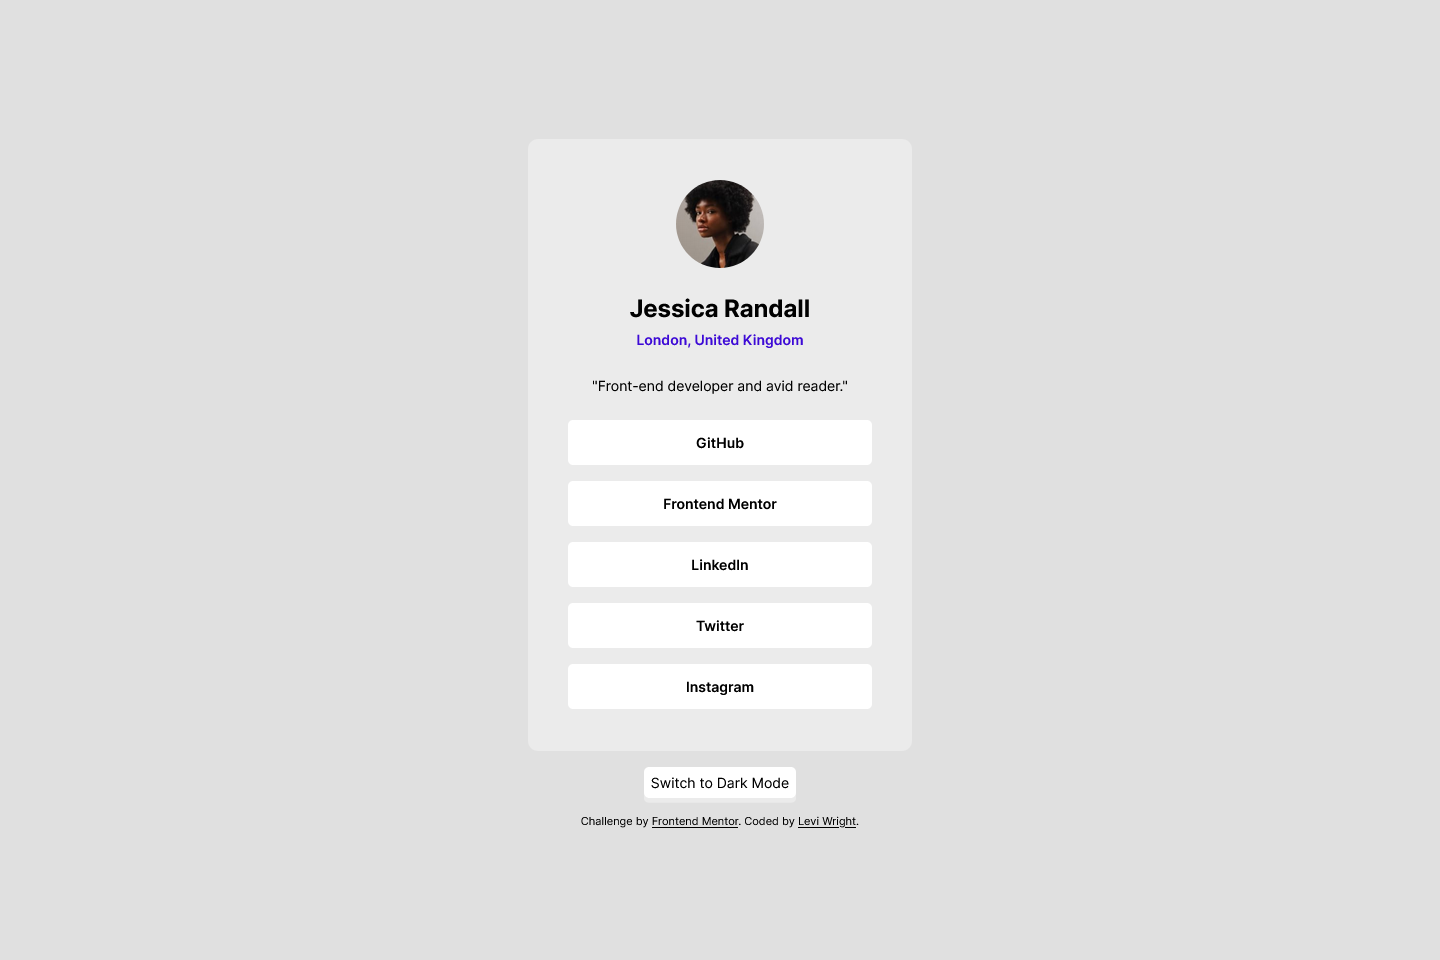 Jessica Randall
London, United Kingdom
"Front-end developer and avid reader."
GitHub
Frontend Mentor
LinkedIn
Twitter
Instagram
Switch to Dark Mode
Challenge by Frontend Mentor. Coded by Levi Wright.